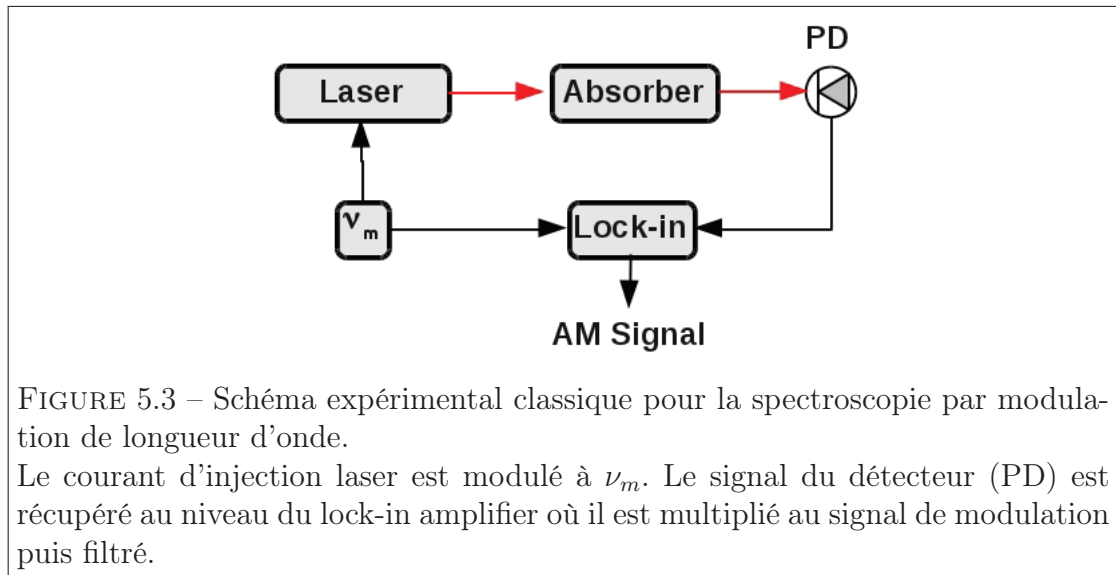 PD
Laser
Absorber
νm
Lock-in
AM Signal
FIGURE 5.3 – Schéma expérimental classique pour la spectroscopie par modula-
tion de longueur d'onde.
Le courant d'injection laser est modulé à νm. Le signal du détecteur (PD) est
récupéré au niveau du lock-in amplifier où il est multiplié au signal de modulation
puis filtré.